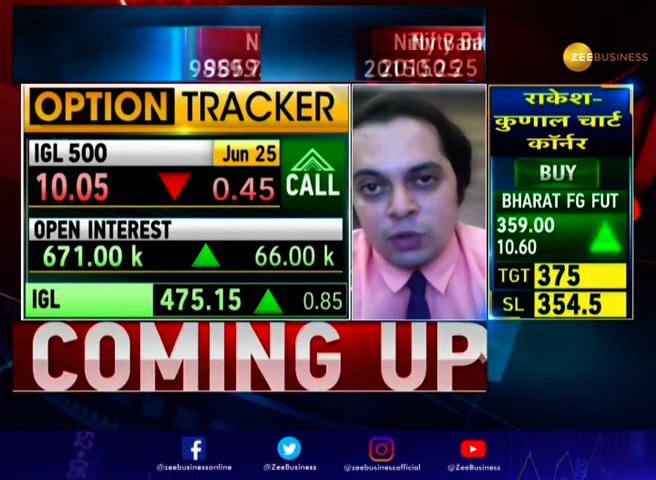 ZEEBUSINESS
OPTION TRACKER
IGL 500 Jun 25
10.05 0.45 CALL
OPEN INTEREST
671.00 k 66.00 k
IGL 475.15 0.85
राकेश-
कुणाल चार्ट
कॉर्नर
BUY
BHARAT FG FUT
359.00
10.60
TGT 375
SL 354.5
COMING UP
@zeebusinessonline @ZeeBusiness @zeebusinessofficial @ZeeBusiness